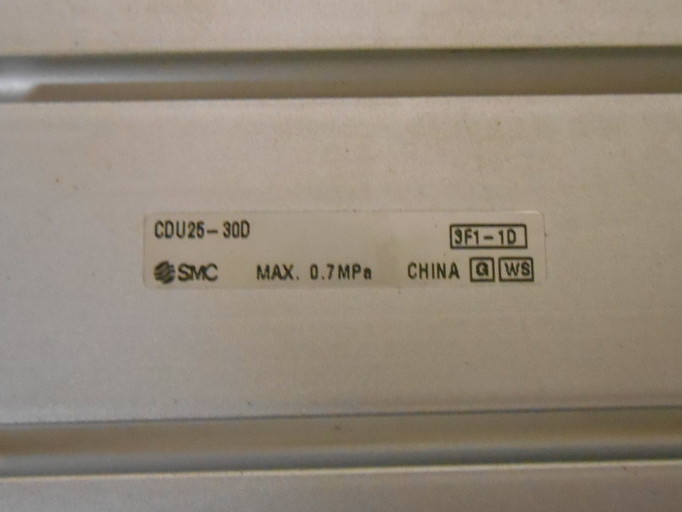 CDU25-30D 3F1-1D
SMC MAX. 0.7MPa CHINA G WS